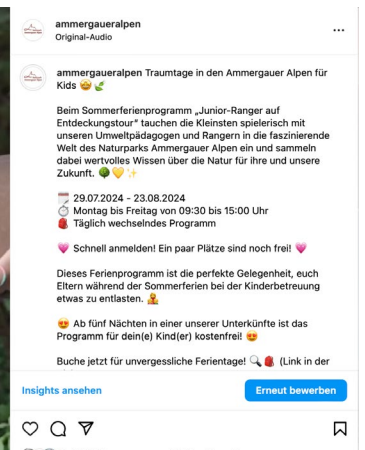 ammergaueralpen
Original-Audio
ammergaueralpen Traumtage in den Ammergauer Alpen für
Kids 🤩🌿
Beim Sommerferienprogramm „Junior-Ranger auf
Entdeckungstour" tauchen die Kleinsten spielerisch mit
unseren Umweltpädagogen und Rangern in die faszinierende
Welt des Naturparks Ammergauer Alpen ein und sammeln
dabei wertvolles Wissen über die Natur für ihre und unsere
Zukunft. 🌳💛✨
🗓️ 29.07.2024 - 23.08.2024
⏱️ Montag bis Freitag von 09:30 bis 15:00 Uhr
🎒 Täglich wechselndes Programm
💗 Schnell anmelden! Ein paar Plätze sind noch frei! 💗
Dieses Ferienprogramm ist die perfekte Gelegenheit, euch
Eltern während der Sommerferien bei der Kinderbetreuung
etwas zu entlasten. 🧘
😍 Ab fünf Nächten in einer unserer Unterkünfte ist das
Programm für dein(e) Kind(er) kostenfrei! 😍
Buche jetzt für unvergessliche Ferientage! 🔍🎒 (Link in der
Insights ansehen
Erneut bewerben